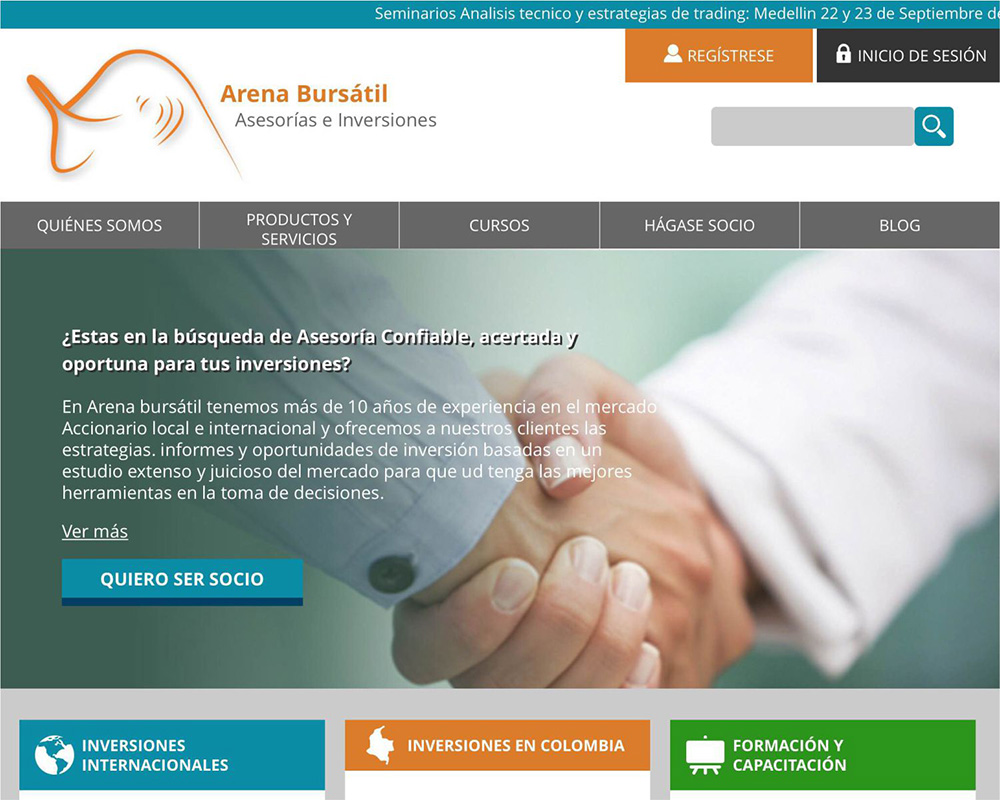 Seminarios Analisis tecnico y estrategias de trading: Medellin 22 y 23 de Septiembre
REGÍSTRESE
INICIO DE SESIÓN
Arena Bursátil
Asesorías e Inversiones
QUIÉNES SOMOS
PRODUCTOS Y
SERVICIOS
CURSOS
HÁGASE SOCIO
BLOG
¿Estas en la búsqueda de Asesoría Confiable, acertada y
oportuna para tus inversiones?
En Arena bursátil tenemos más de 10 años de experiencia en el mercado
Accionario local e internacional y ofrecemos a nuestros clientes las
estrategias. informes y oportunidades de inversión basadas en un
estudio extenso y juicioso del mercado para que ud tenga las mejores
herramientas en la toma de decisiones.
Ver más
QUIERO SER SOCIO
INVERSIONES
INTERNACIONALES
INVERSIONES EN COLOMBIA
FORMACIÓN Y
CAPACITACIÓN